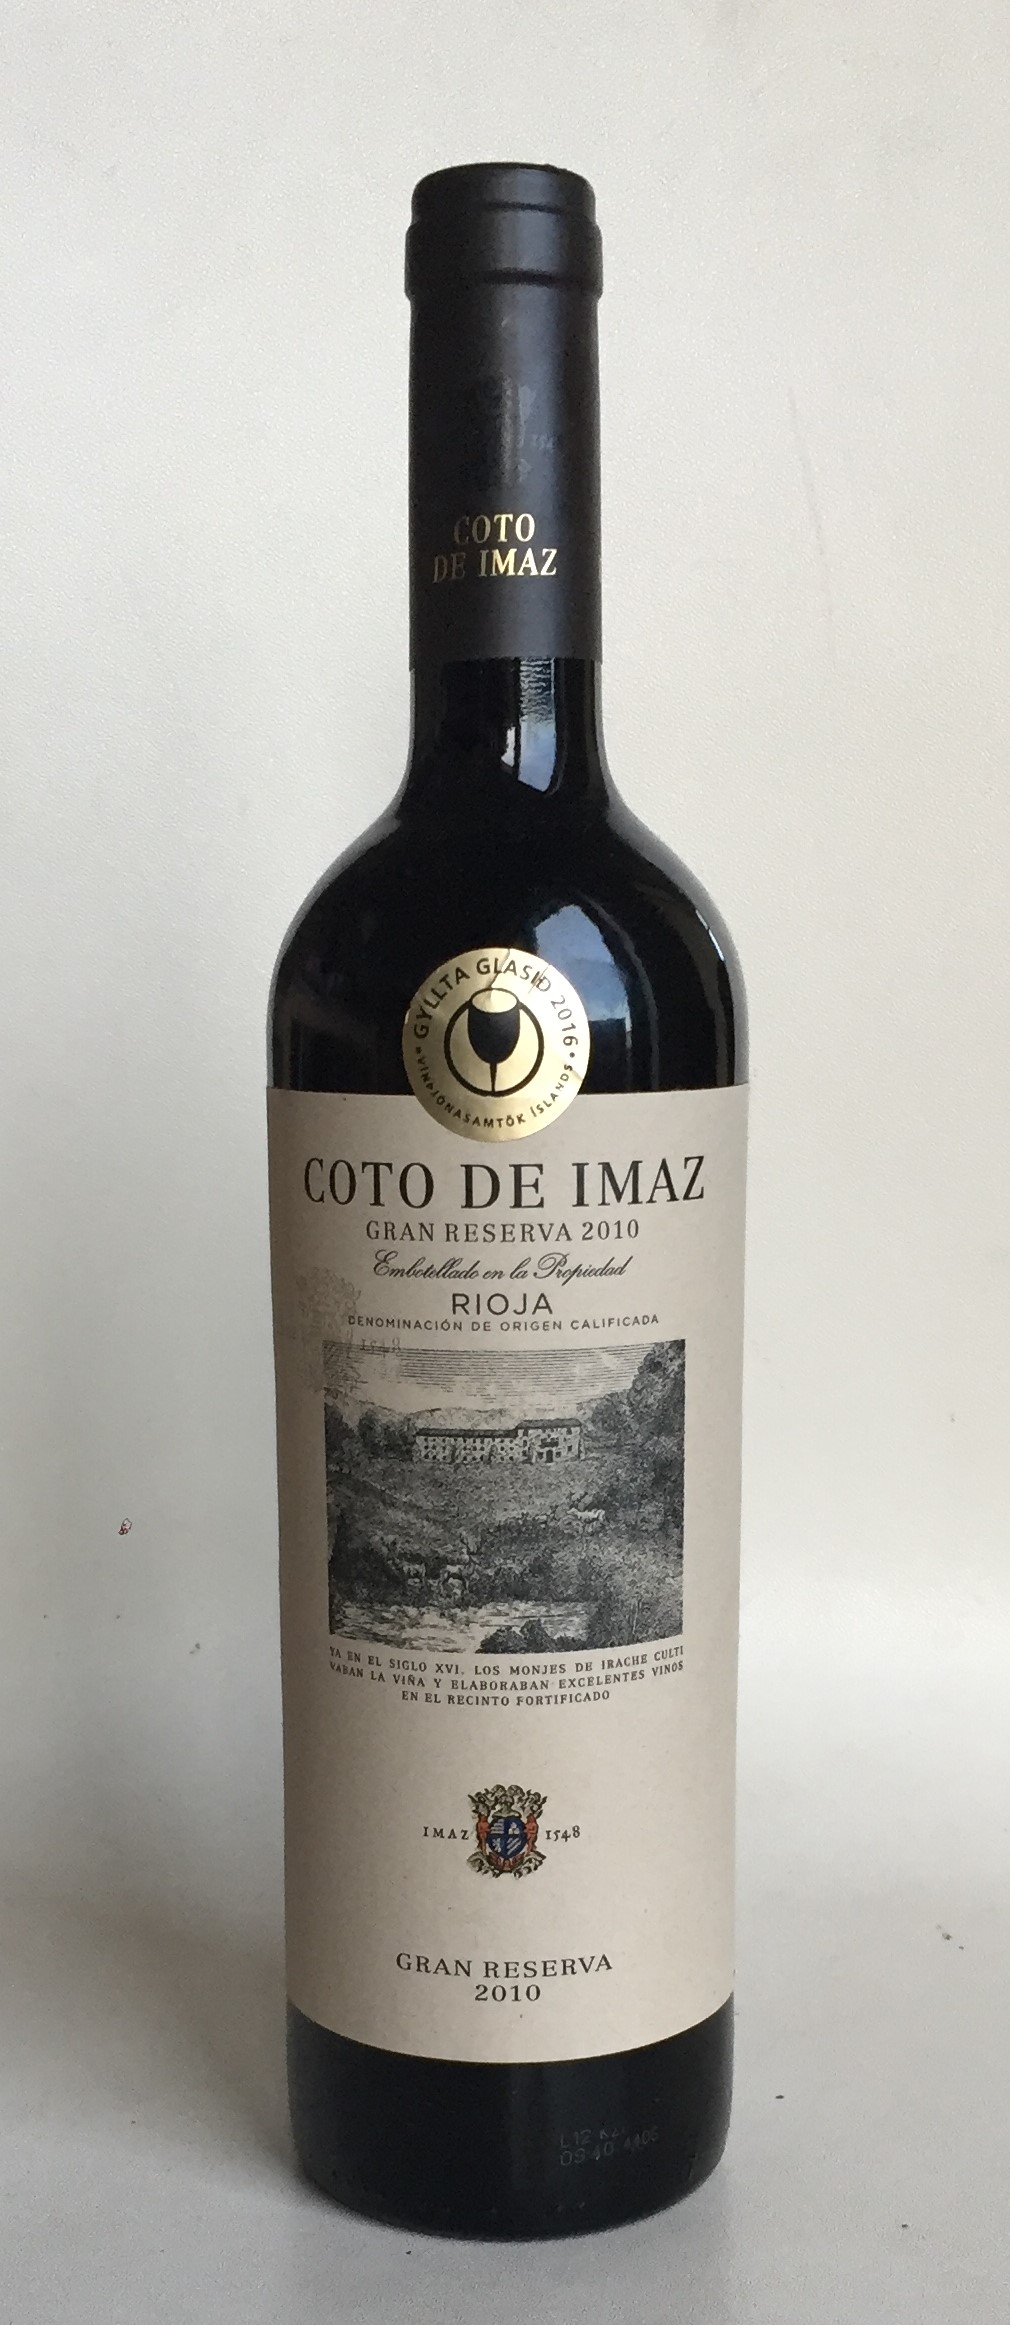 COTO
DE IMAZ
GYLLTA GLASIÐ 2016
VÍNÞJÓNASAMTÖK ÍSLANDS
COTO DE IMAZ
GRAN RESERVA 2010
Embotellado en la Propiedad
RIOJA
DENOMINACIÓN DE ORIGEN CALIFICADA
1548
YA EN EL SIGLO XVI, LOS MONJES DE IRACHE CULTI
VABAN LA VIÑA Y ELABORABAN EXCELENTES VINOS
EN EL RECINTO FORTIFICADO
IMAZ 1548
GRAN RESERVA
2010
L12